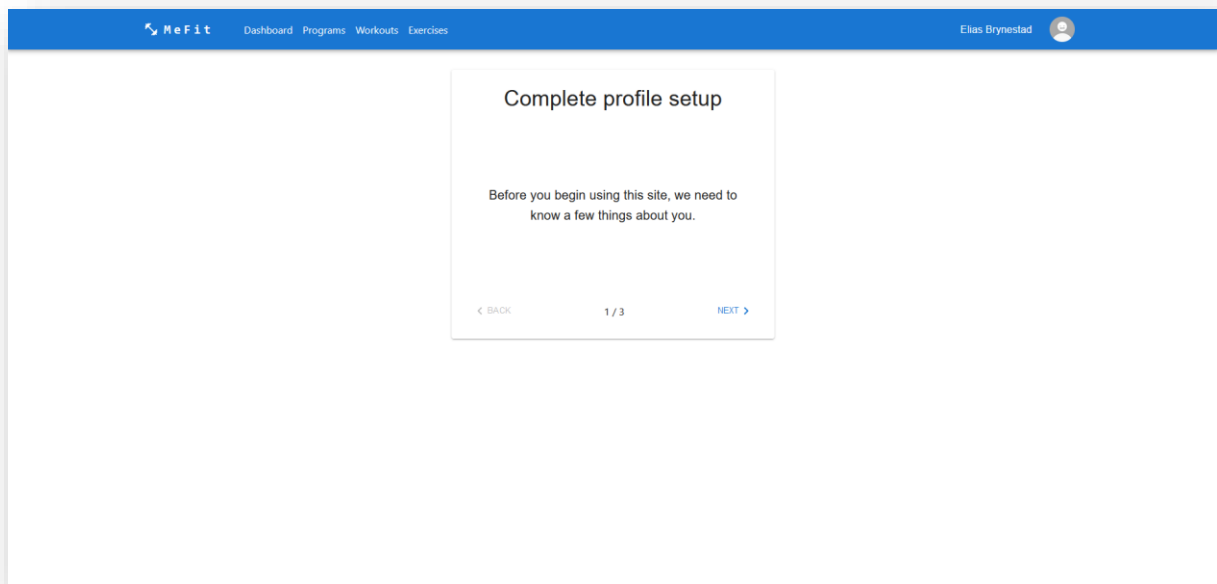 MeFit Dashboard Programs Workouts Exercises Elias Brynestad
Complete profile setup
Before you begin using this site, we need to
know a few things about you.
BACK 1 / 3 NEXT